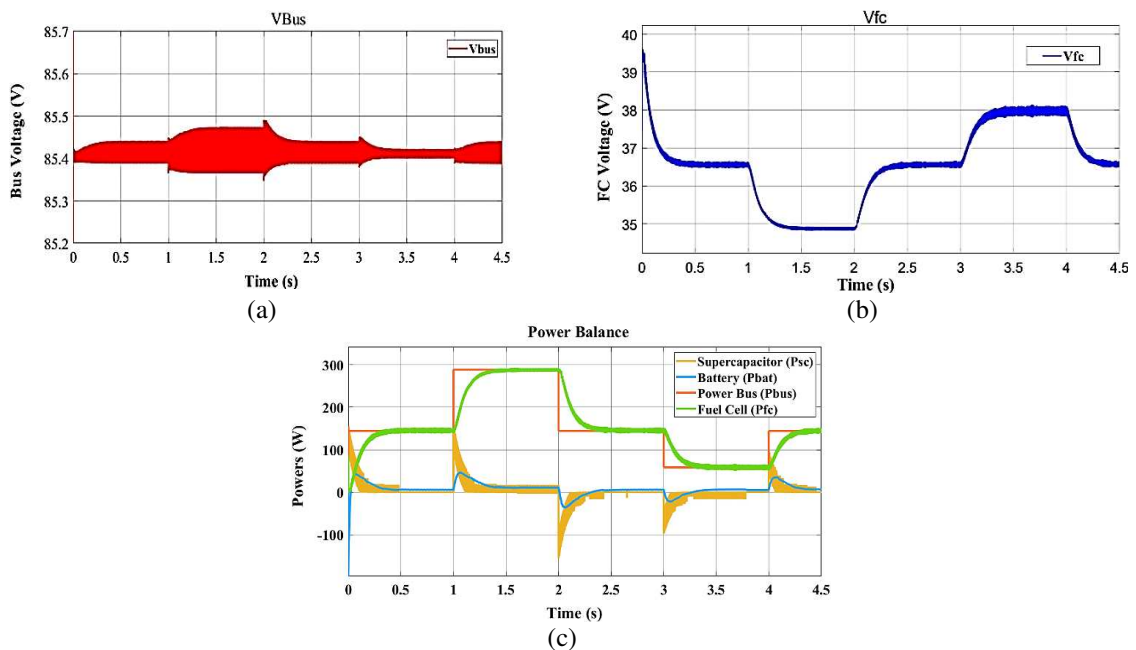 VBus
85.7
85.6
85.5
85.4
85.3
85.2
Bus Voltage (V)
Vbus
0 0.5 1 1.5 2 2.5 3 3.5 4 4.5
Time (s)
(a)
Vfc
40
39
38
37
36
35
FC Voltage (V)
Vfc
0 0.5 1 1.5 2 2.5 3 3.5 4 4.5
Time (s)
(b)
Power Balance
300
200
100
0
-100
Powers (W)
Supercapacitor (Psc)
Battery (Pbat)
Power Bus (Pbus)
Fuel Cell (Pfc)
0 0.5 1 1.5 2 2.5 3 3.5 4 4.5
Time (s)
(c)